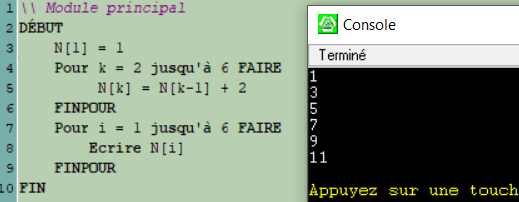 1 \\ Module principal
2 DÉBUT
3 N[1] = 1
4 Pour k = 2 jusqu'à 6 FAIRE
5 N[k] = N[k-1] + 2
6 FINPOUR
7 Pour i = 1 jusqu'à 6 FAIRE
8 Ecrire N[i]
9 FINPOUR
10 FIN
Console
Terminé
1
3
5
7
9
11
Appuyez sur une touch